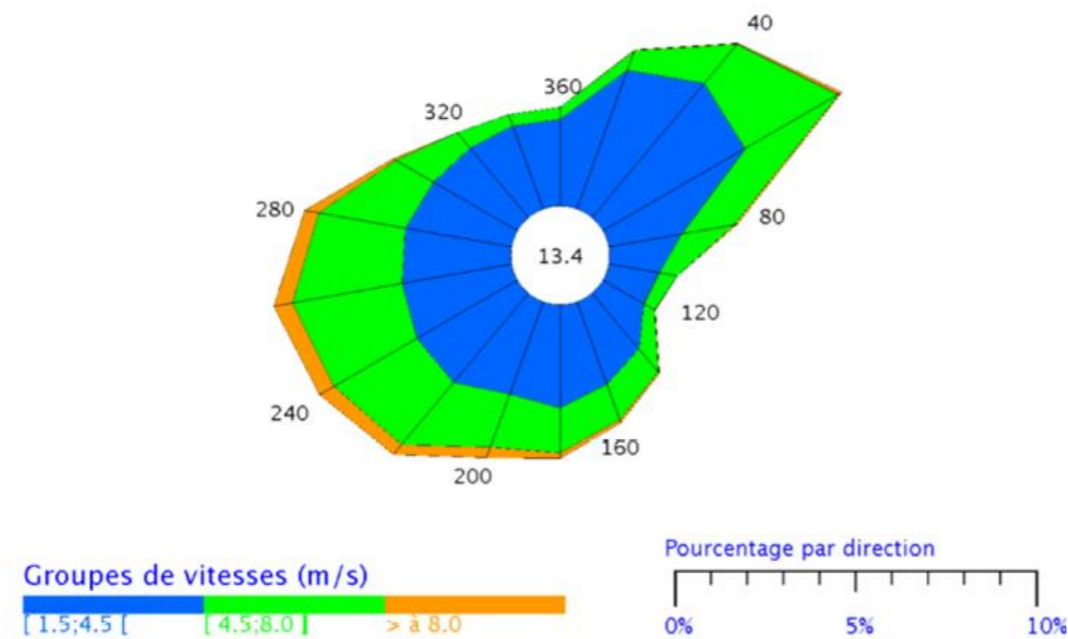 40
360
320
280
80
13.4
120
240
160
200
Pourcentage par direction
Groupes de vitesses (m/s)
[ 1.5;4.5 [ [ 4.5;8.0 ] > à 8.0
0% 5% 10%